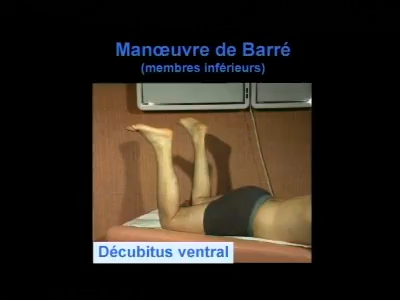 Manœuvre de Barré
(membres inférieurs)
Décubitus ventral